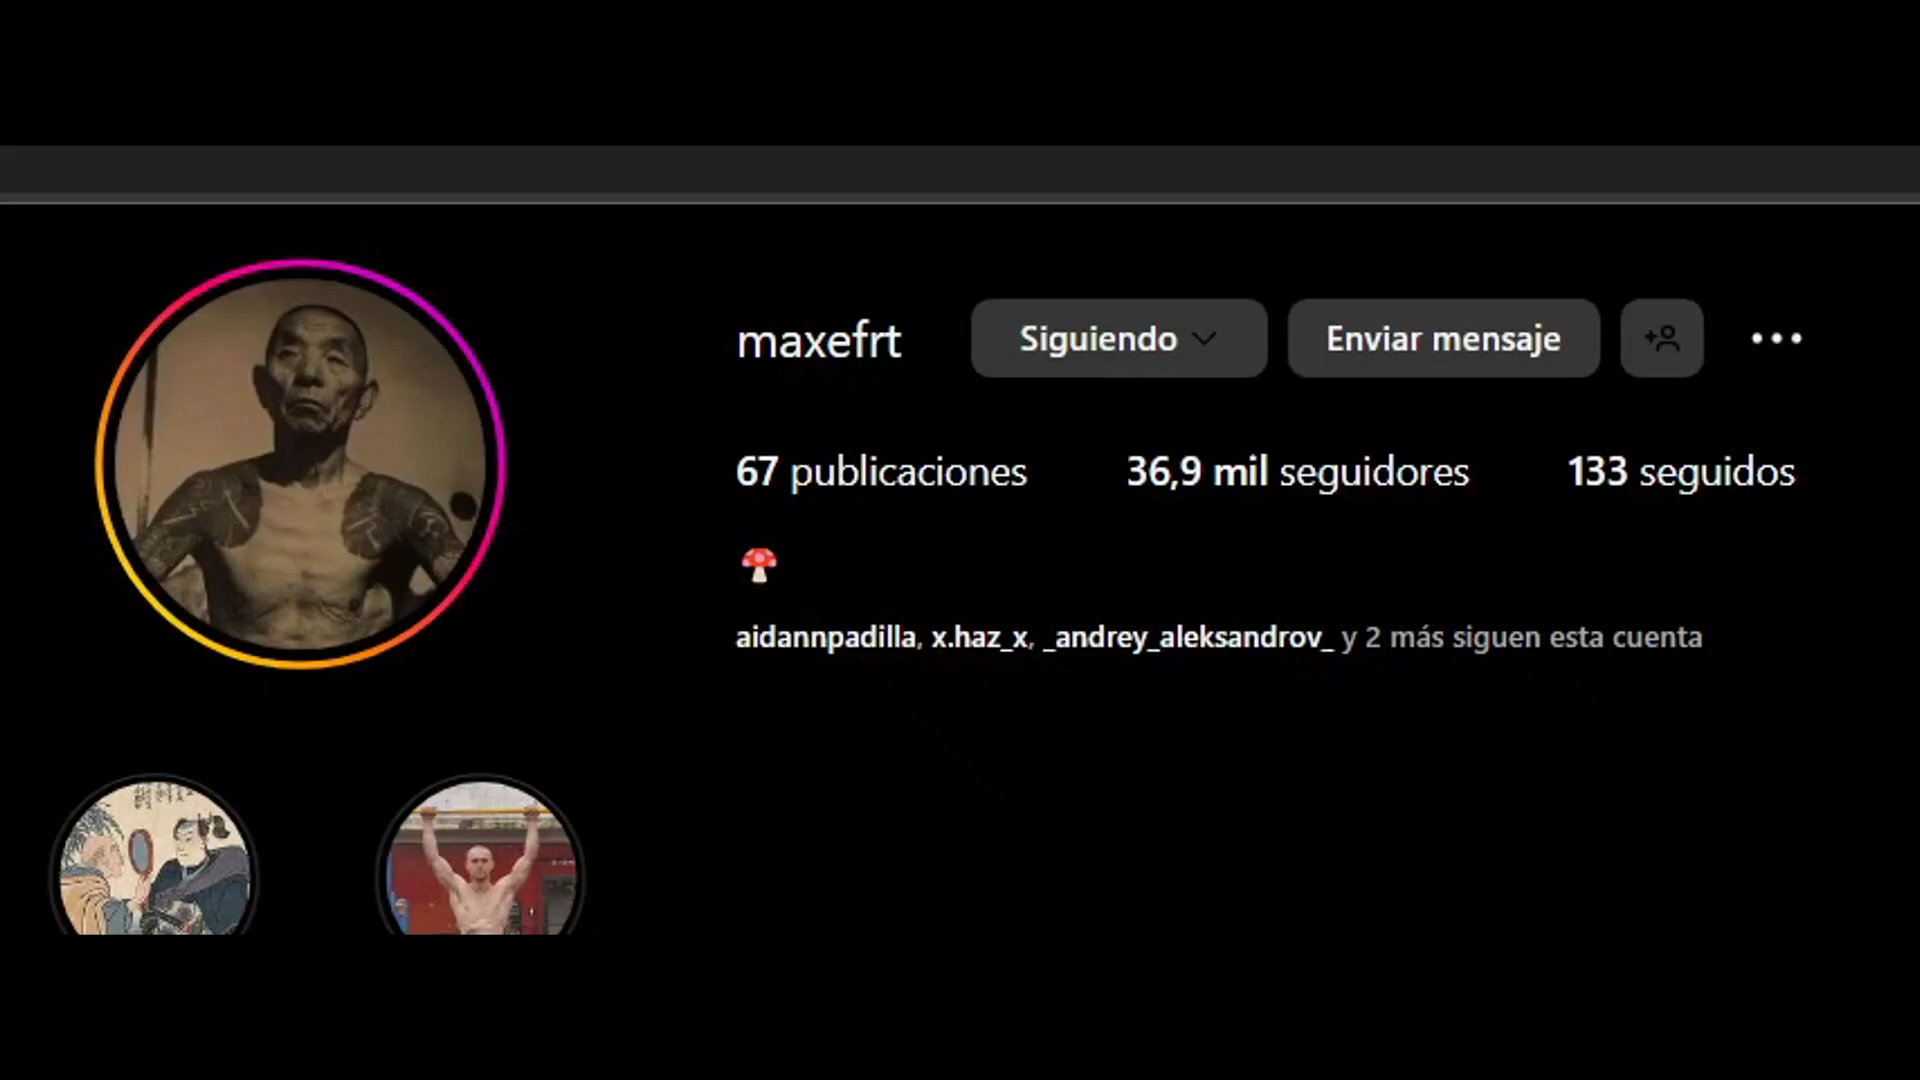 maxefrt Siguiendo Enviar mensaje
67 publicaciones 36,9 mil seguidores 133 seguidos
🍄
aidannpadilla, x.haz_x, _andrey_aleksandrov_ y 2 más siguen esta cuenta